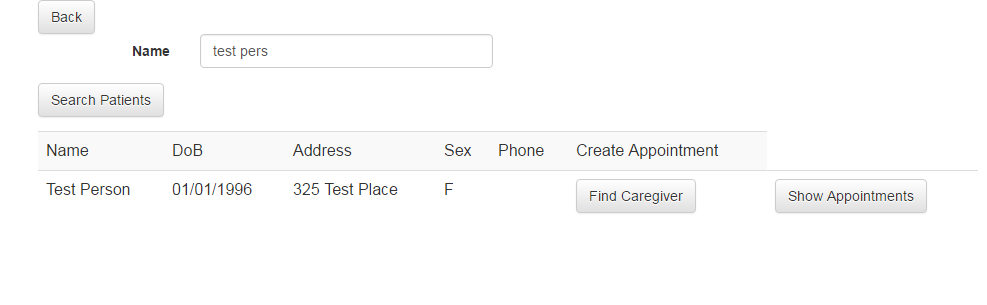 Back
Name test pers
Search Patients
Name DoB Address Sex Phone Create Appointment
Test Person 01/01/1996 325 Test Place F Find Caregiver Show Appointments